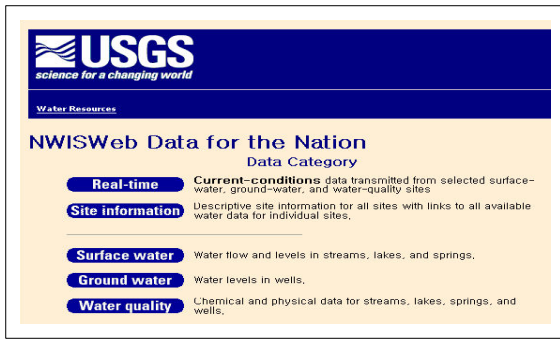 USGS
science for a changing world
Water Resources
NWISWeb Data for the Nation
Data Category
Real-time
Current-conditions data transmitted from selected surface-
water, ground-water, and water-quality sites
Site information
Descriptive site information for all sites with links to all available
water data for individual sites.
Surface water
Water flow and levels in streams, lakes, and springs.
Ground water
Water levels in wells.
Water quality
Chemical and physical data for streams, lakes, springs, and
wells.